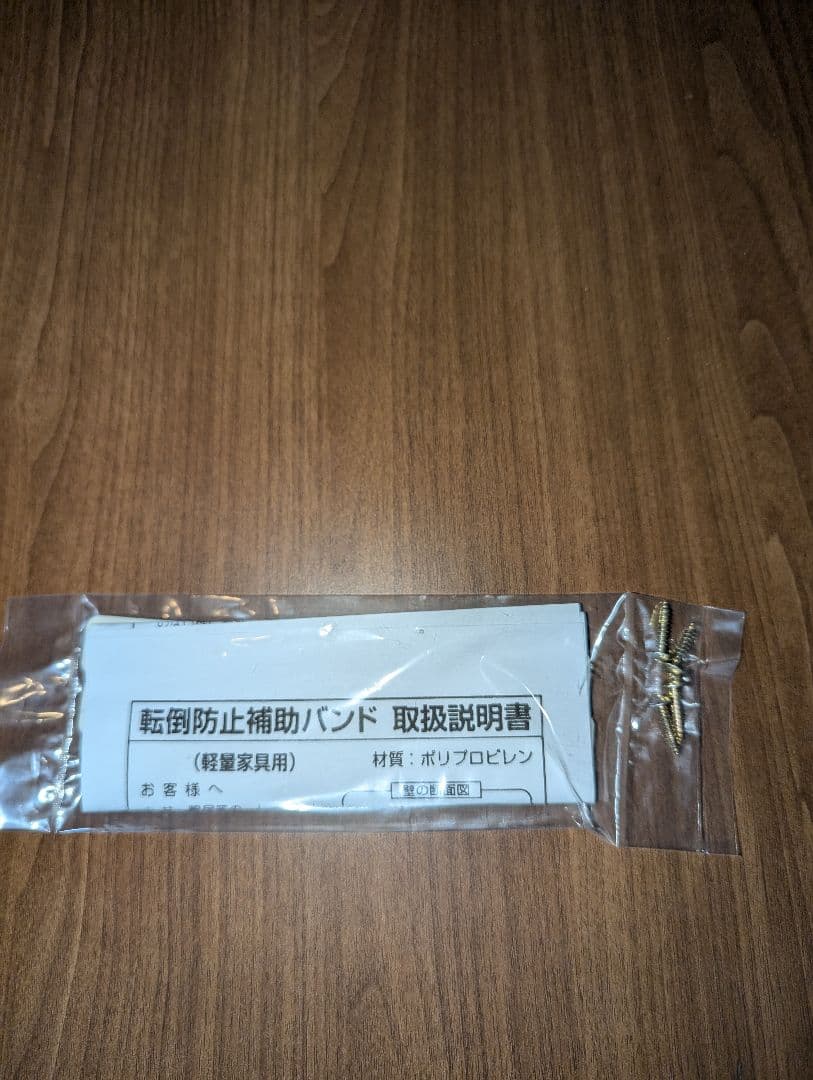 転倒防止補助バンド 取扱説明書
(軽量家具用) 材質：ポリプロピレン
お客様へ
壁の断面図